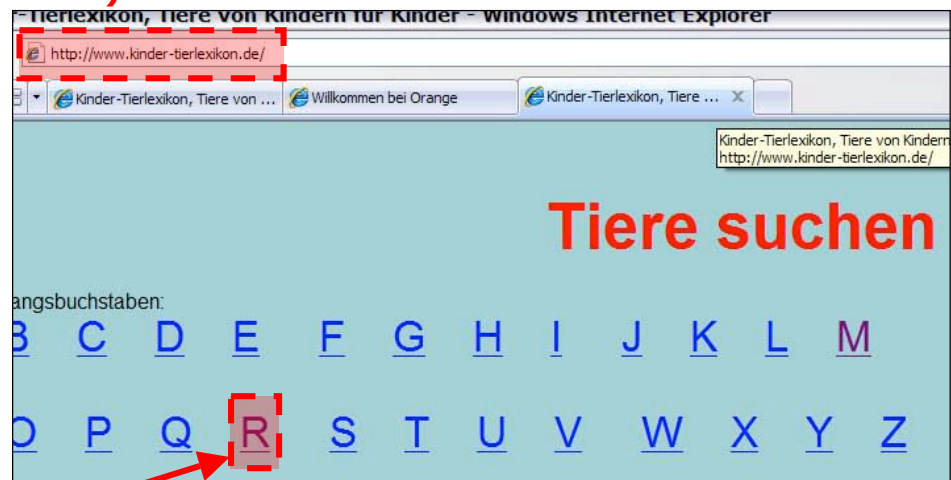 -Tierlexikon, Tiere von Kindern für Kinder - Windows Internet Explorer
http://www.kinder-tierlexikon.de/
Kinder-Tierlexikon, Tiere von ... Willkommen bei Orange Kinder-Tierlexikon, Tiere ... X
Kinder-Tierlexikon, Tiere von Kindern
http://www.kinder-tierlexikon.de/
Tiere suchen
angsbuchstaben:
B C D E F G H I J K L M
O P Q R S T U V W X Y Z